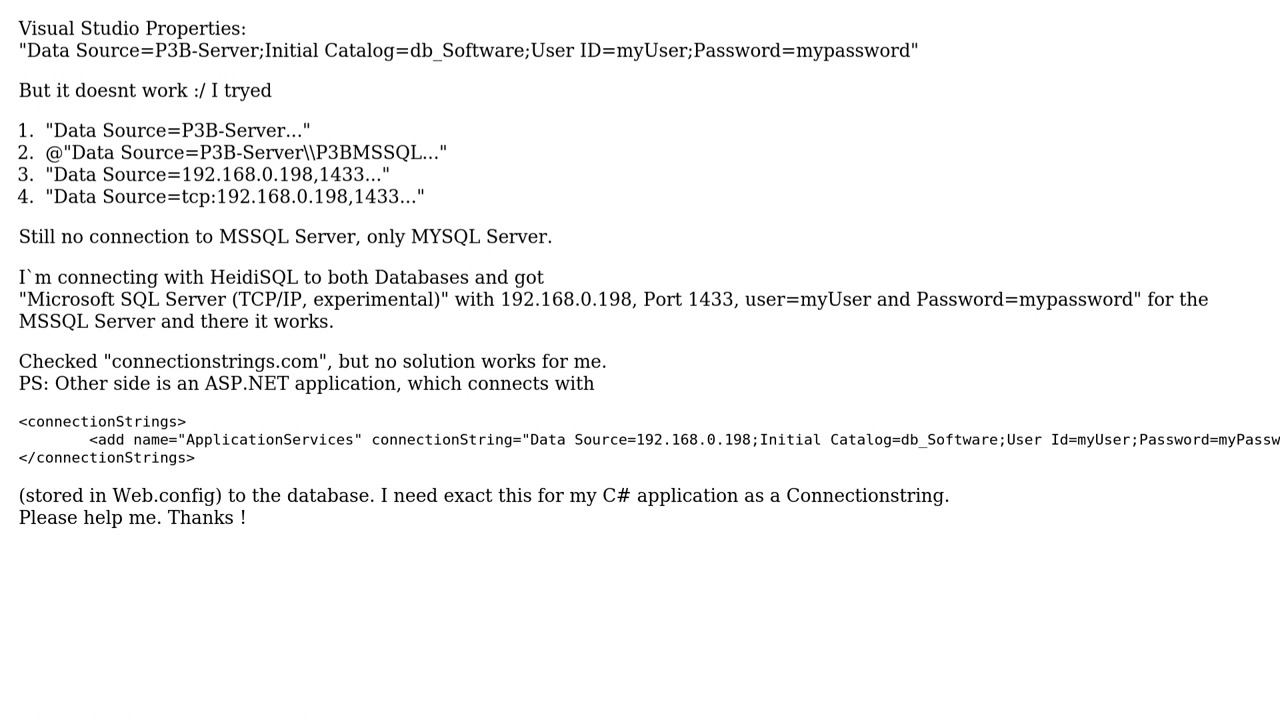 Visual Studio Properties:
"Data Source=P3B-Server;Initial Catalog=db_Software;User ID=myUser;Password=mypassword"
But it doesnt work :/ I tryed
1. "Data Source=P3B-Server..."
2. @"Data Source=P3B-Server\\P3BMSSQL..."
3. "Data Source=192.168.0.198,1433..."
4. "Data Source=tcp:192.168.0.198,1433..."
Still no connection to MSSQL Server, only MYSQL Server.
I`m connecting with HeidiSQL to both Databases and got
"Microsoft SQL Server (TCP/IP, experimental)" with 192.168.0.198, Port 1433, user=myUser and Password=mypassword" for the
MSSQL Server and there it works.
Checked "connectionstrings.com", but no solution works for me.
PS: Other side is an ASP.NET application, which connects with
<connectionStrings>
        <add name="ApplicationServices" connectionString="Data Source=192.168.0.198;Initial Catalog=db_Software;User Id=myUser;Password=myPassw
</connectionStrings>
(stored in Web.config) to the database. I need exact this for my C# application as a Connectionstring.
Please help me. Thanks !